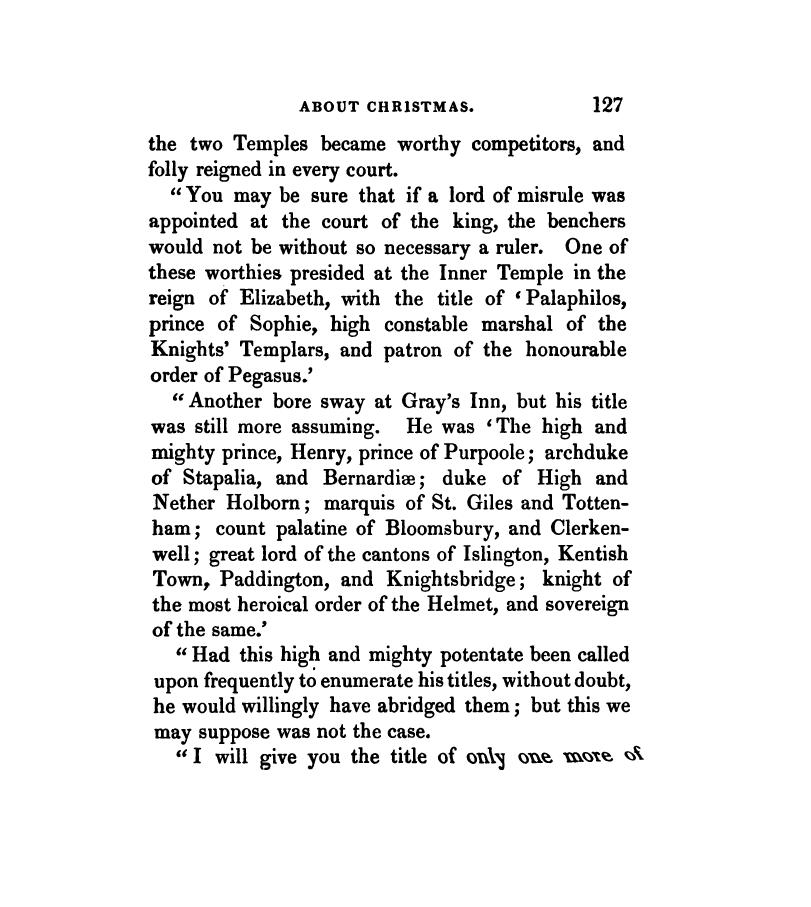 ABOUT CHRISTMAS. 127
the two Temples became worthy competitors, and
folly reigned in every court.
“You may be sure that if a lord of misrule was
appointed at the court of the king, the benchers
would not be without so necessary a ruler. One of
these worthies presided at the Inner Temple in the
reign of Elizabeth, with the title of ‘Palaphilos,
prince of Sophie, high constable marshal of the
Knights’ Templars, and patron of the honourable
order of Pegasus.’
“Another bore sway at Gray’s Inn, but his title
was still more assuming. He was ‘The high and
mighty prince, Henry, prince of Purpoole; archduke
of Stapalia, and Bernardiæ; duke of High and
Nether Holborn; marquis of St. Giles and Totten-
ham; count palatine of Bloomsbury, and Clerken-
well; great lord of the cantons of Islington, Kentish
Town, Paddington, and Knightsbridge; knight of
the most heroical order of the Helmet, and sovereign
of the same.’
“Had this high and mighty potentate been called
upon frequently to enumerate his titles, without doubt,
he would willingly have abridged them; but this we
may suppose was not the case.
“I will give you the title of only one more of